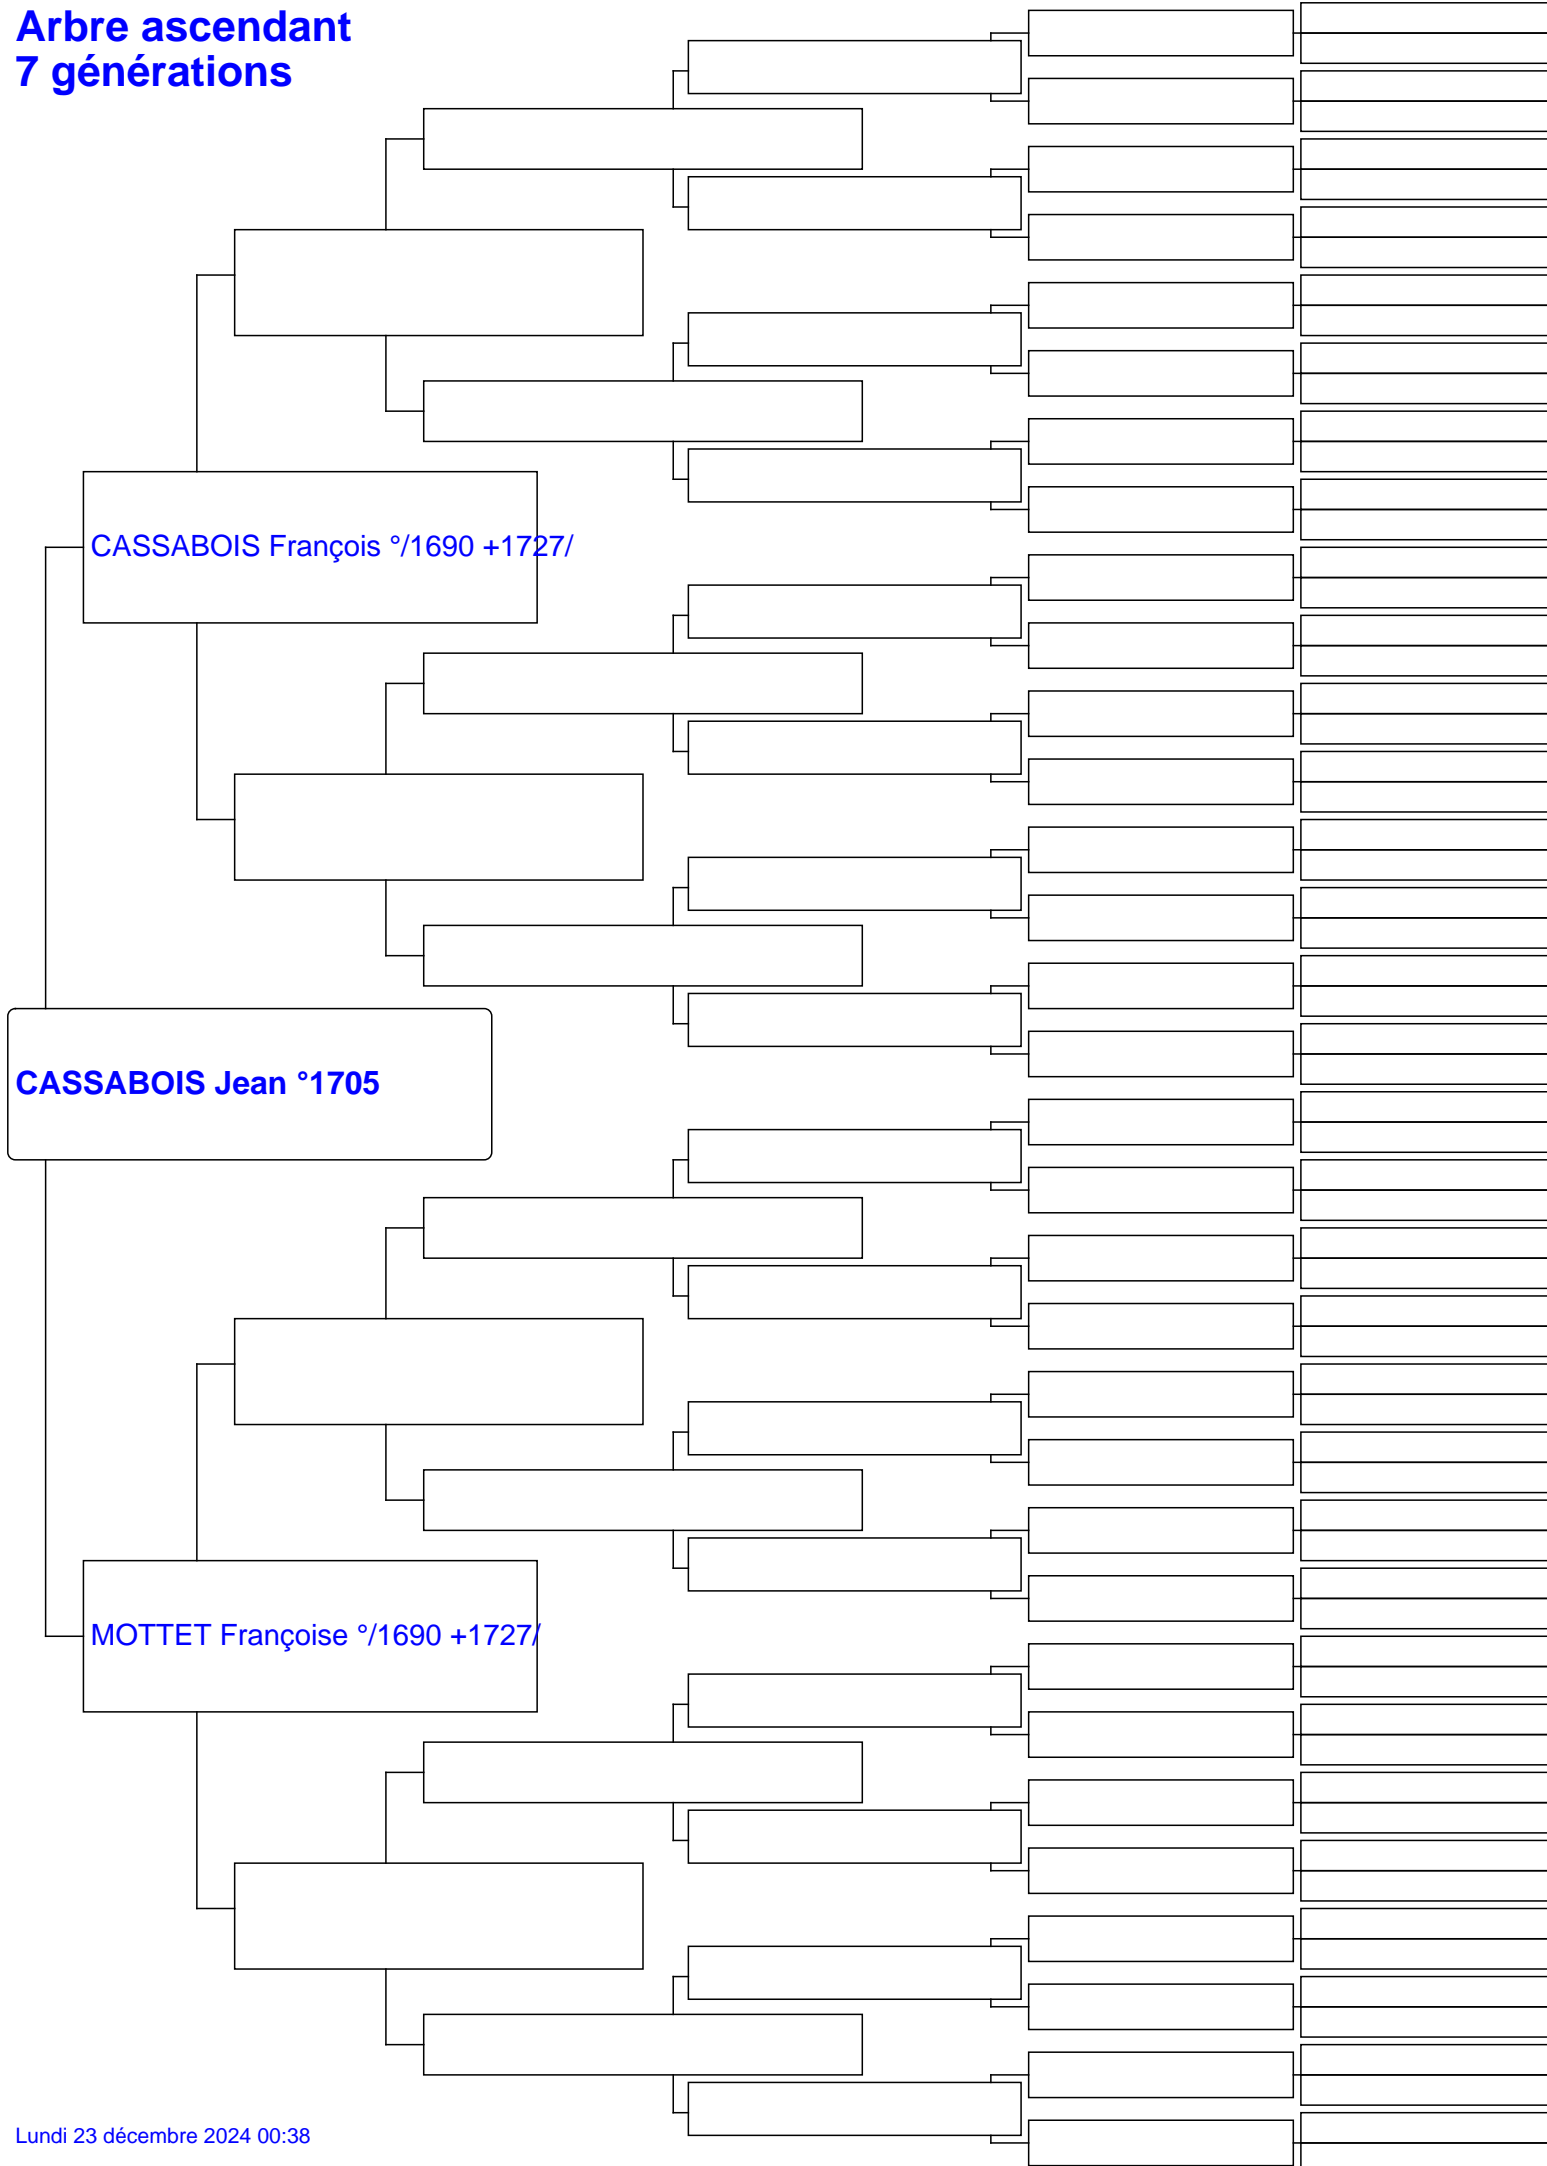 Arbre ascendant
7 générations
CASSABOIS François °/1690 +1727/
CASSABOIS Jean °1705
MOTTET Françoise °/1690 +1727/
Lundi 23 décembre 2024 00:38